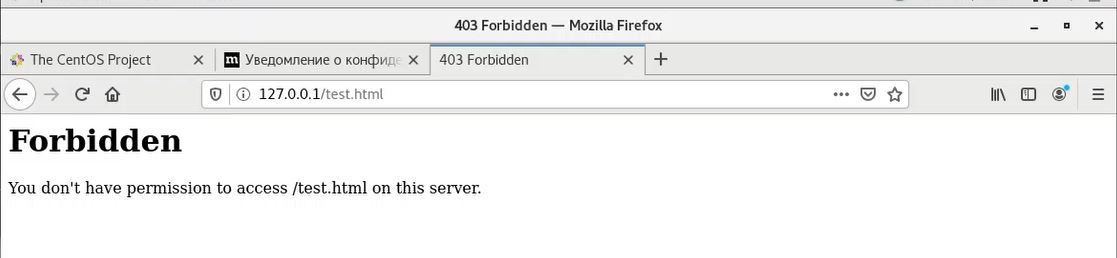 403 Forbidden — Mozilla Firefox
The CentOS Project
m Уведомление о конфиде
403 Forbidden
127.0.0.1/test.html
Forbidden
You don't have permission to access /test.html on this server.